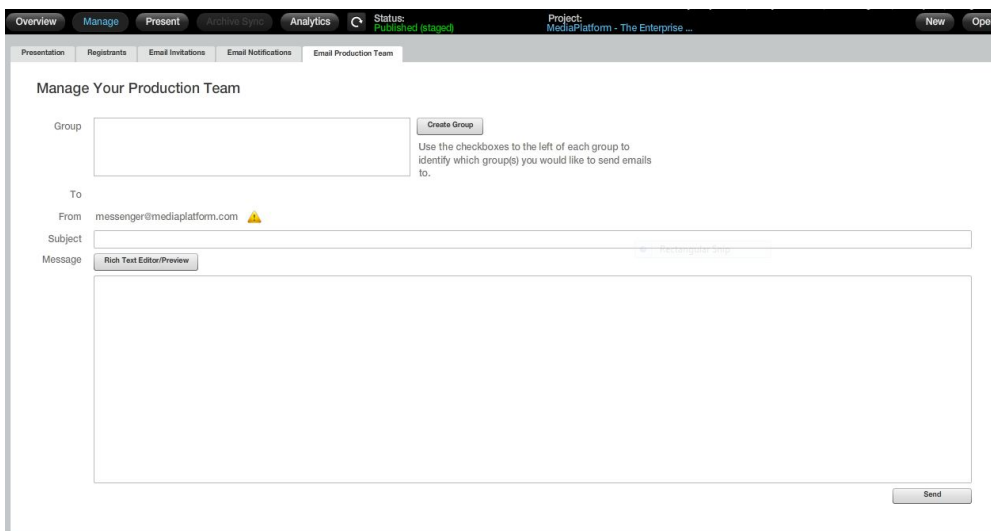 Overview Manage Present Archive Sync Analytics Status: Project: New Ope
Published (staged) MediaPlatform - The Enterprise ...
Presentation Registrants Email Invitations Email Notifications Email Production Team
Manage Your Production Team
Group Create Group
Use the checkboxes to the left of each group to
identify which group(s) you would like to send emails
to.
To
From messenger@mediaplatform.com
Subject
Rectangular Snip
Message Rich Text Editor/Preview
Send